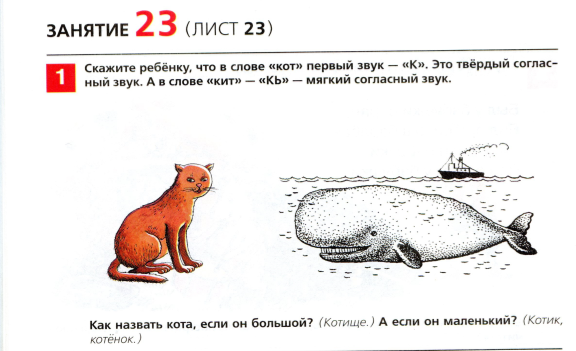 ЗАНЯТИЕ 23 (ЛИСТ 23)
1 Скажите ребёнку, что в слове «кот» первый звук — «К». Это твёрдый соглас-
ный звук. А в слове «кит» — «Кь» — мягкий согласный звук.
Как назвать кота, если он большой? (Котище.) А если он маленький? (Котик,
котёнок.)